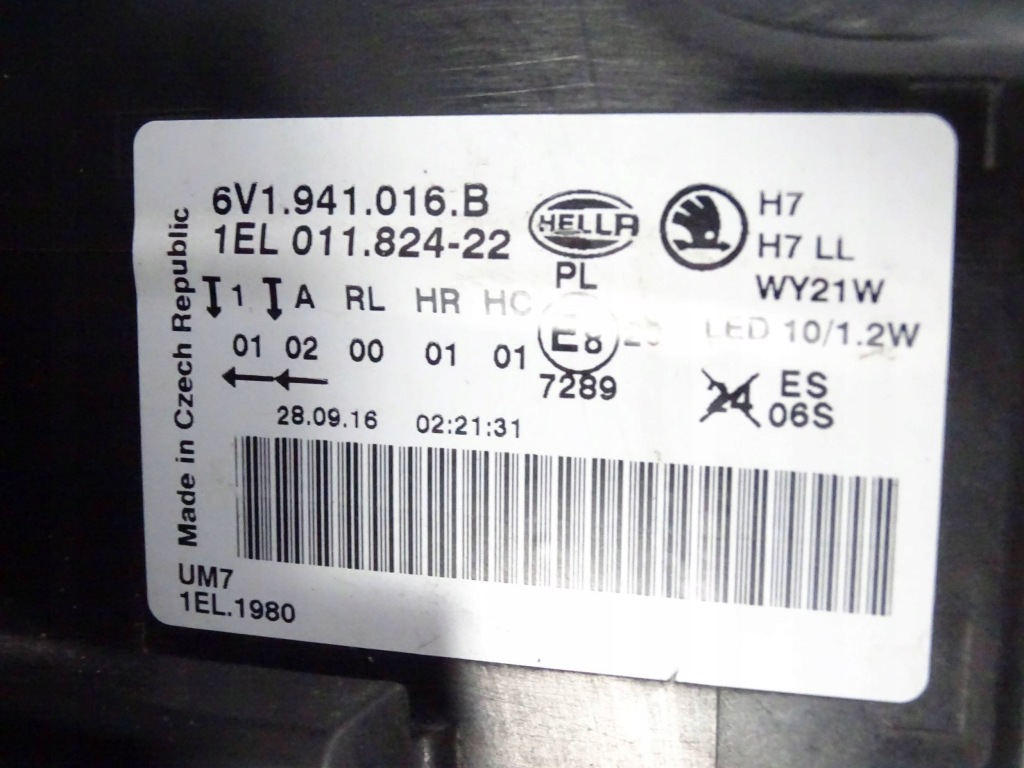 6V1.941.016.B
1EL 011.824-22
HELLA
H7
H7 LL
PL
WY21W
1 A RL HR HC
LED 10/1.2W
01 02 00 01 01
E8
7289
24
ES
06S
28.09.16 02:21:31
Made in Czech Republic
UM7
1EL.1980